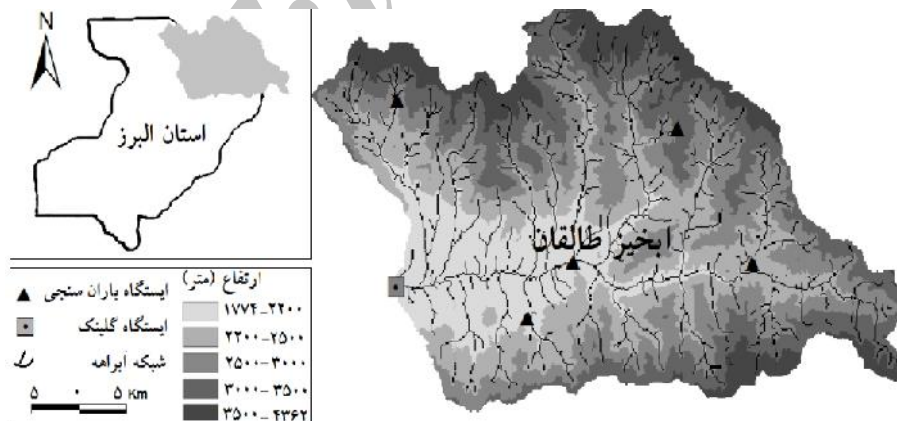 N
استان البرز
آبخیز طالقان
ارتفاع (متر)
۱۷۷۴-۲۲۰۰
۲۲۰۰-۲۵۰۰
۲۵۰۰-۳۰۰۰
۳۰۰۰-۳۵۰۰
۳۵۰۰-۴۳۶۲
ایستگاه باران سنجی
ایستگاه گلینک
شبکه آبراهه
۵ ۰ ۵ Km